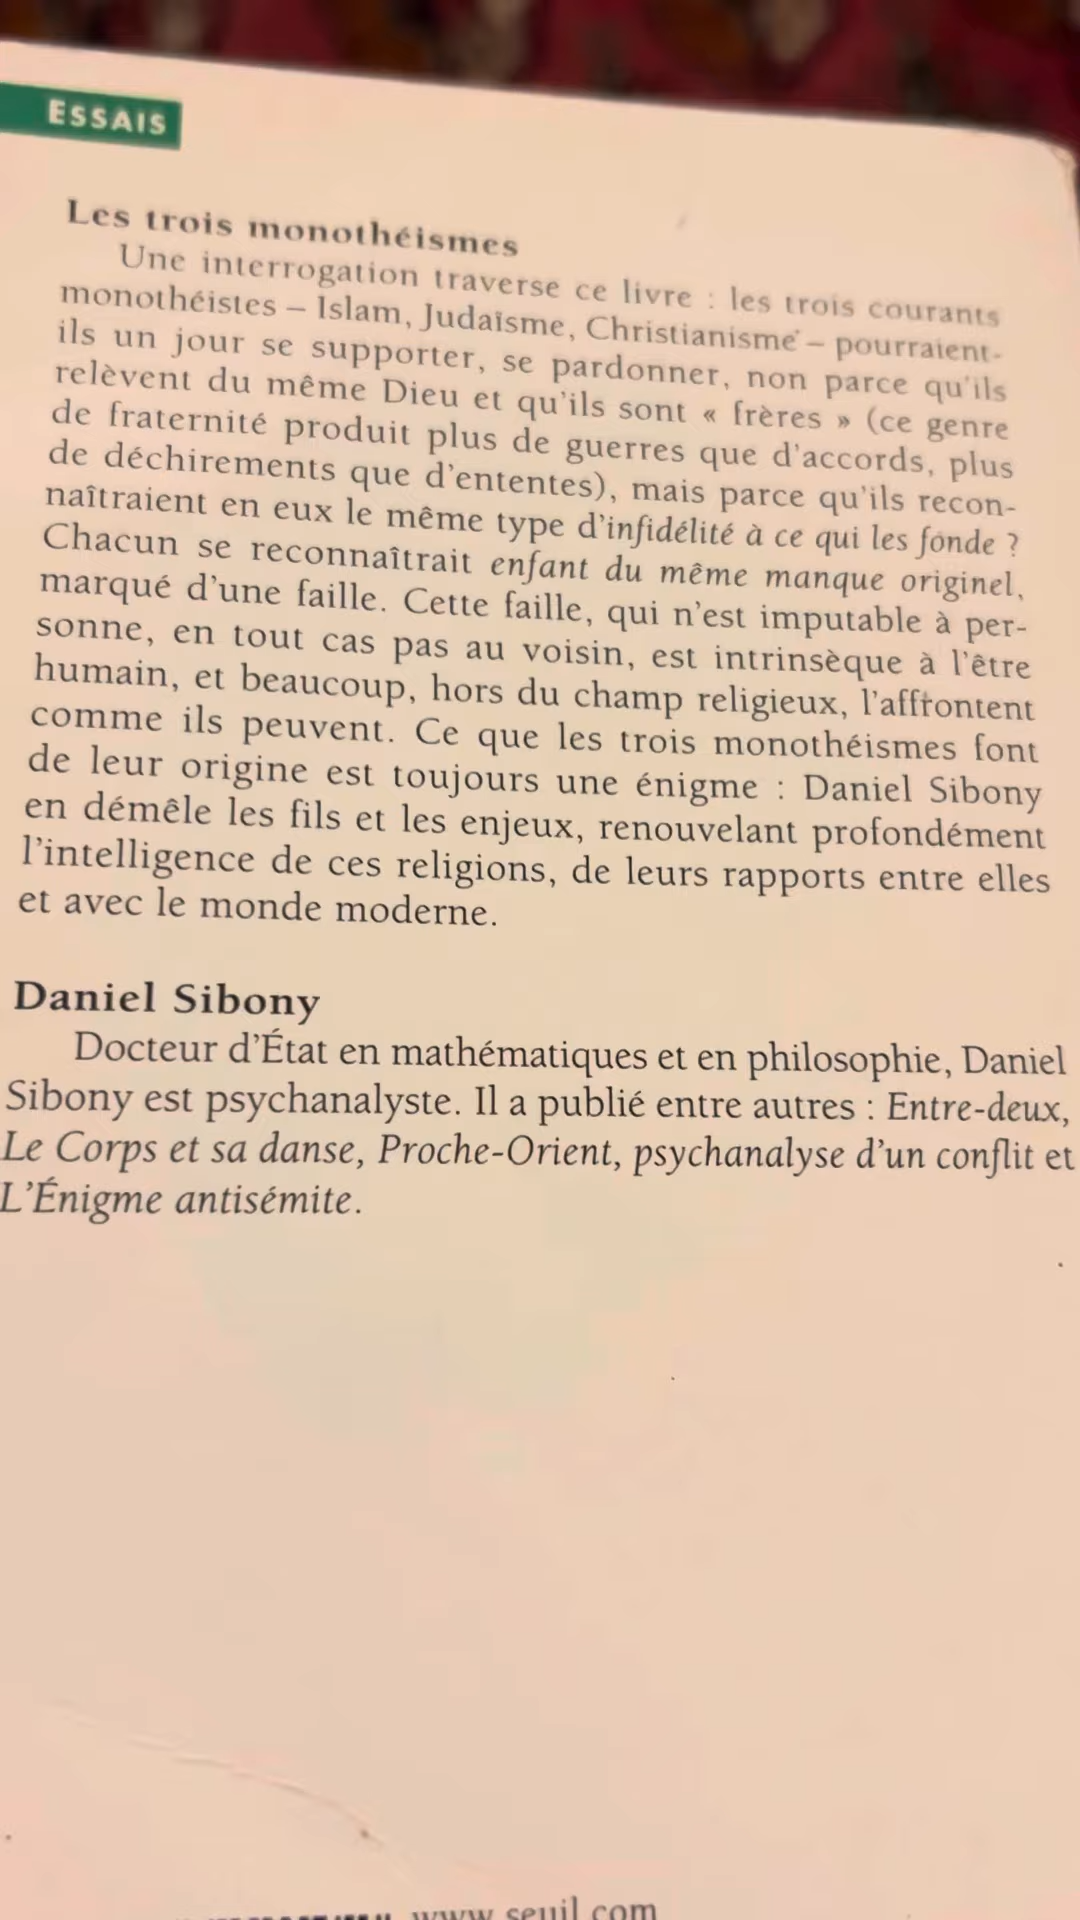 ESSAIS
Les trois monothéismes
Une interrogation traverse ce livre : les trois courants
monothéistes – Islam, Judaïsme, Christianisme – pourraient-
ils un jour se supporter, se pardonner, non parce qu'ils
relèvent du même Dieu et qu'ils sont « frères » (ce genre
de fraternité produit plus de guerres que d'accords, plus
de déchirements que d'ententes), mais parce qu'ils recon-
naîtraient en eux le même type d'infidélité à ce qui les fonde ?
Chacun se reconnaîtrait enfant du même manque originel,
marqué d'une faille. Cette faille, qui n'est imputable à per-
sonne, en tout cas pas au voisin, est intrinsèque à l'être
humain, et beaucoup, hors du champ religieux, l'affrontent
comme ils peuvent. Ce que les trois monothéismes font
de leur origine est toujours une énigme : Daniel Sibony
en démêle les fils et les enjeux, renouvelant profondément
l'intelligence de ces religions, de leurs rapports entre elles
et avec le monde moderne.
Daniel Sibony
Docteur d'État en mathématiques et en philosophie, Daniel
Sibony est psychanalyste. Il a publié entre autres : Entre-deux,
Le Corps et sa danse, Proche-Orient, psychanalyse d'un conflit et
L'Énigme antisémite.
www.seuil.com